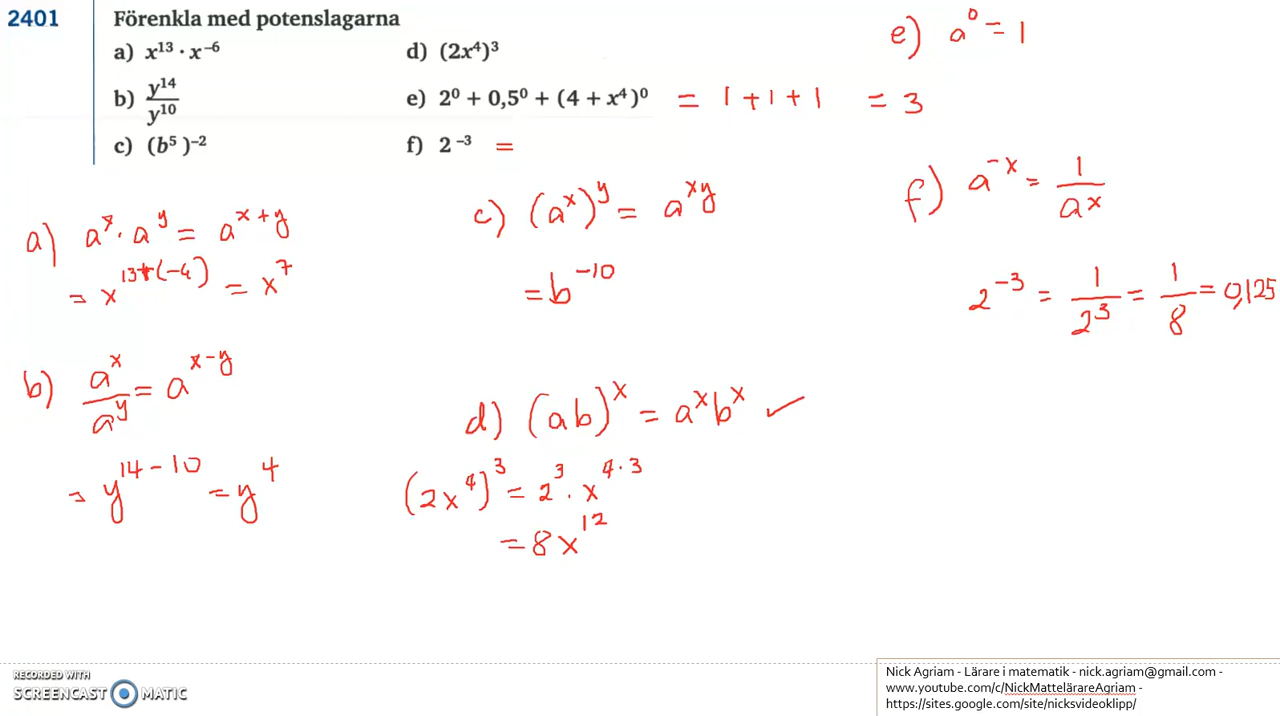 2401 Förenkla med potenslagarna
a) x¹³ · x⁻⁶
b) y¹⁴/y¹⁰
c) (b⁵)⁻²
d) (2x⁴)³
e) 2⁰ + 0,5⁰ + (4 + x⁴)⁰ = 1 + 1 + 1 = 3
f) 2⁻³ =
a) aˣ · aʸ = aˣ⁺ʸ
= x¹³⁺⁽⁻⁶⁾ = x⁷
b) aˣ/aʸ = aˣ⁻ʸ
= y¹⁴⁻¹⁰ = y⁴
c) (aˣ)ʸ = aˣʸ
= b⁻¹⁰
d) (ab)ˣ = aˣbˣ ✓
(2x⁴)³ = 2³ · x⁴·³
= 8x¹²
e) a⁰ = 1
f) a⁻ˣ = 1/aˣ
2⁻³ = 1/2³ = 1/8 = 0,125
RECORDED WITH
SCREENCAST MATIC
Nick Agriam - Lärare i matematik - nick.agriam@gmail.com -
www.youtube.com/c/NickMattelärareAgriam -
https://sites.google.com/site/nicksvideoklipp/